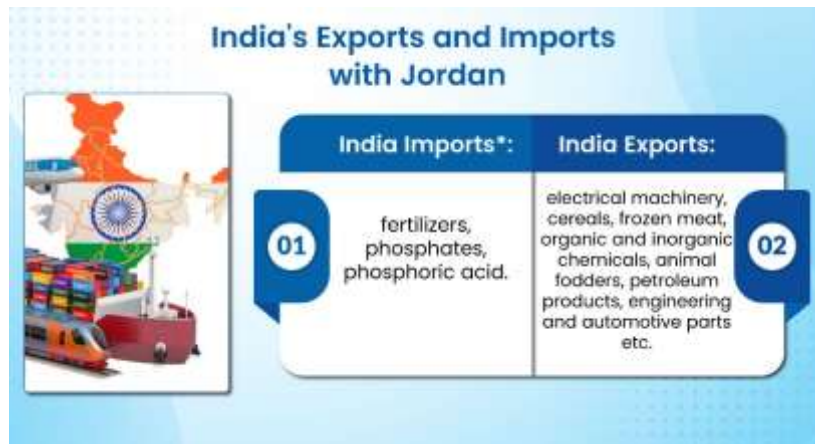 India's Exports and Imports
with Jordan
India Imports*:
India Exports:
01
fertilizers,
phosphates,
phosphoric acid.
electrical machinery,
cereals, frozen meat,
organic and inorganic
chemicals, animal
fodders, petroleum
products, engineering
and automotive parts
etc.
02